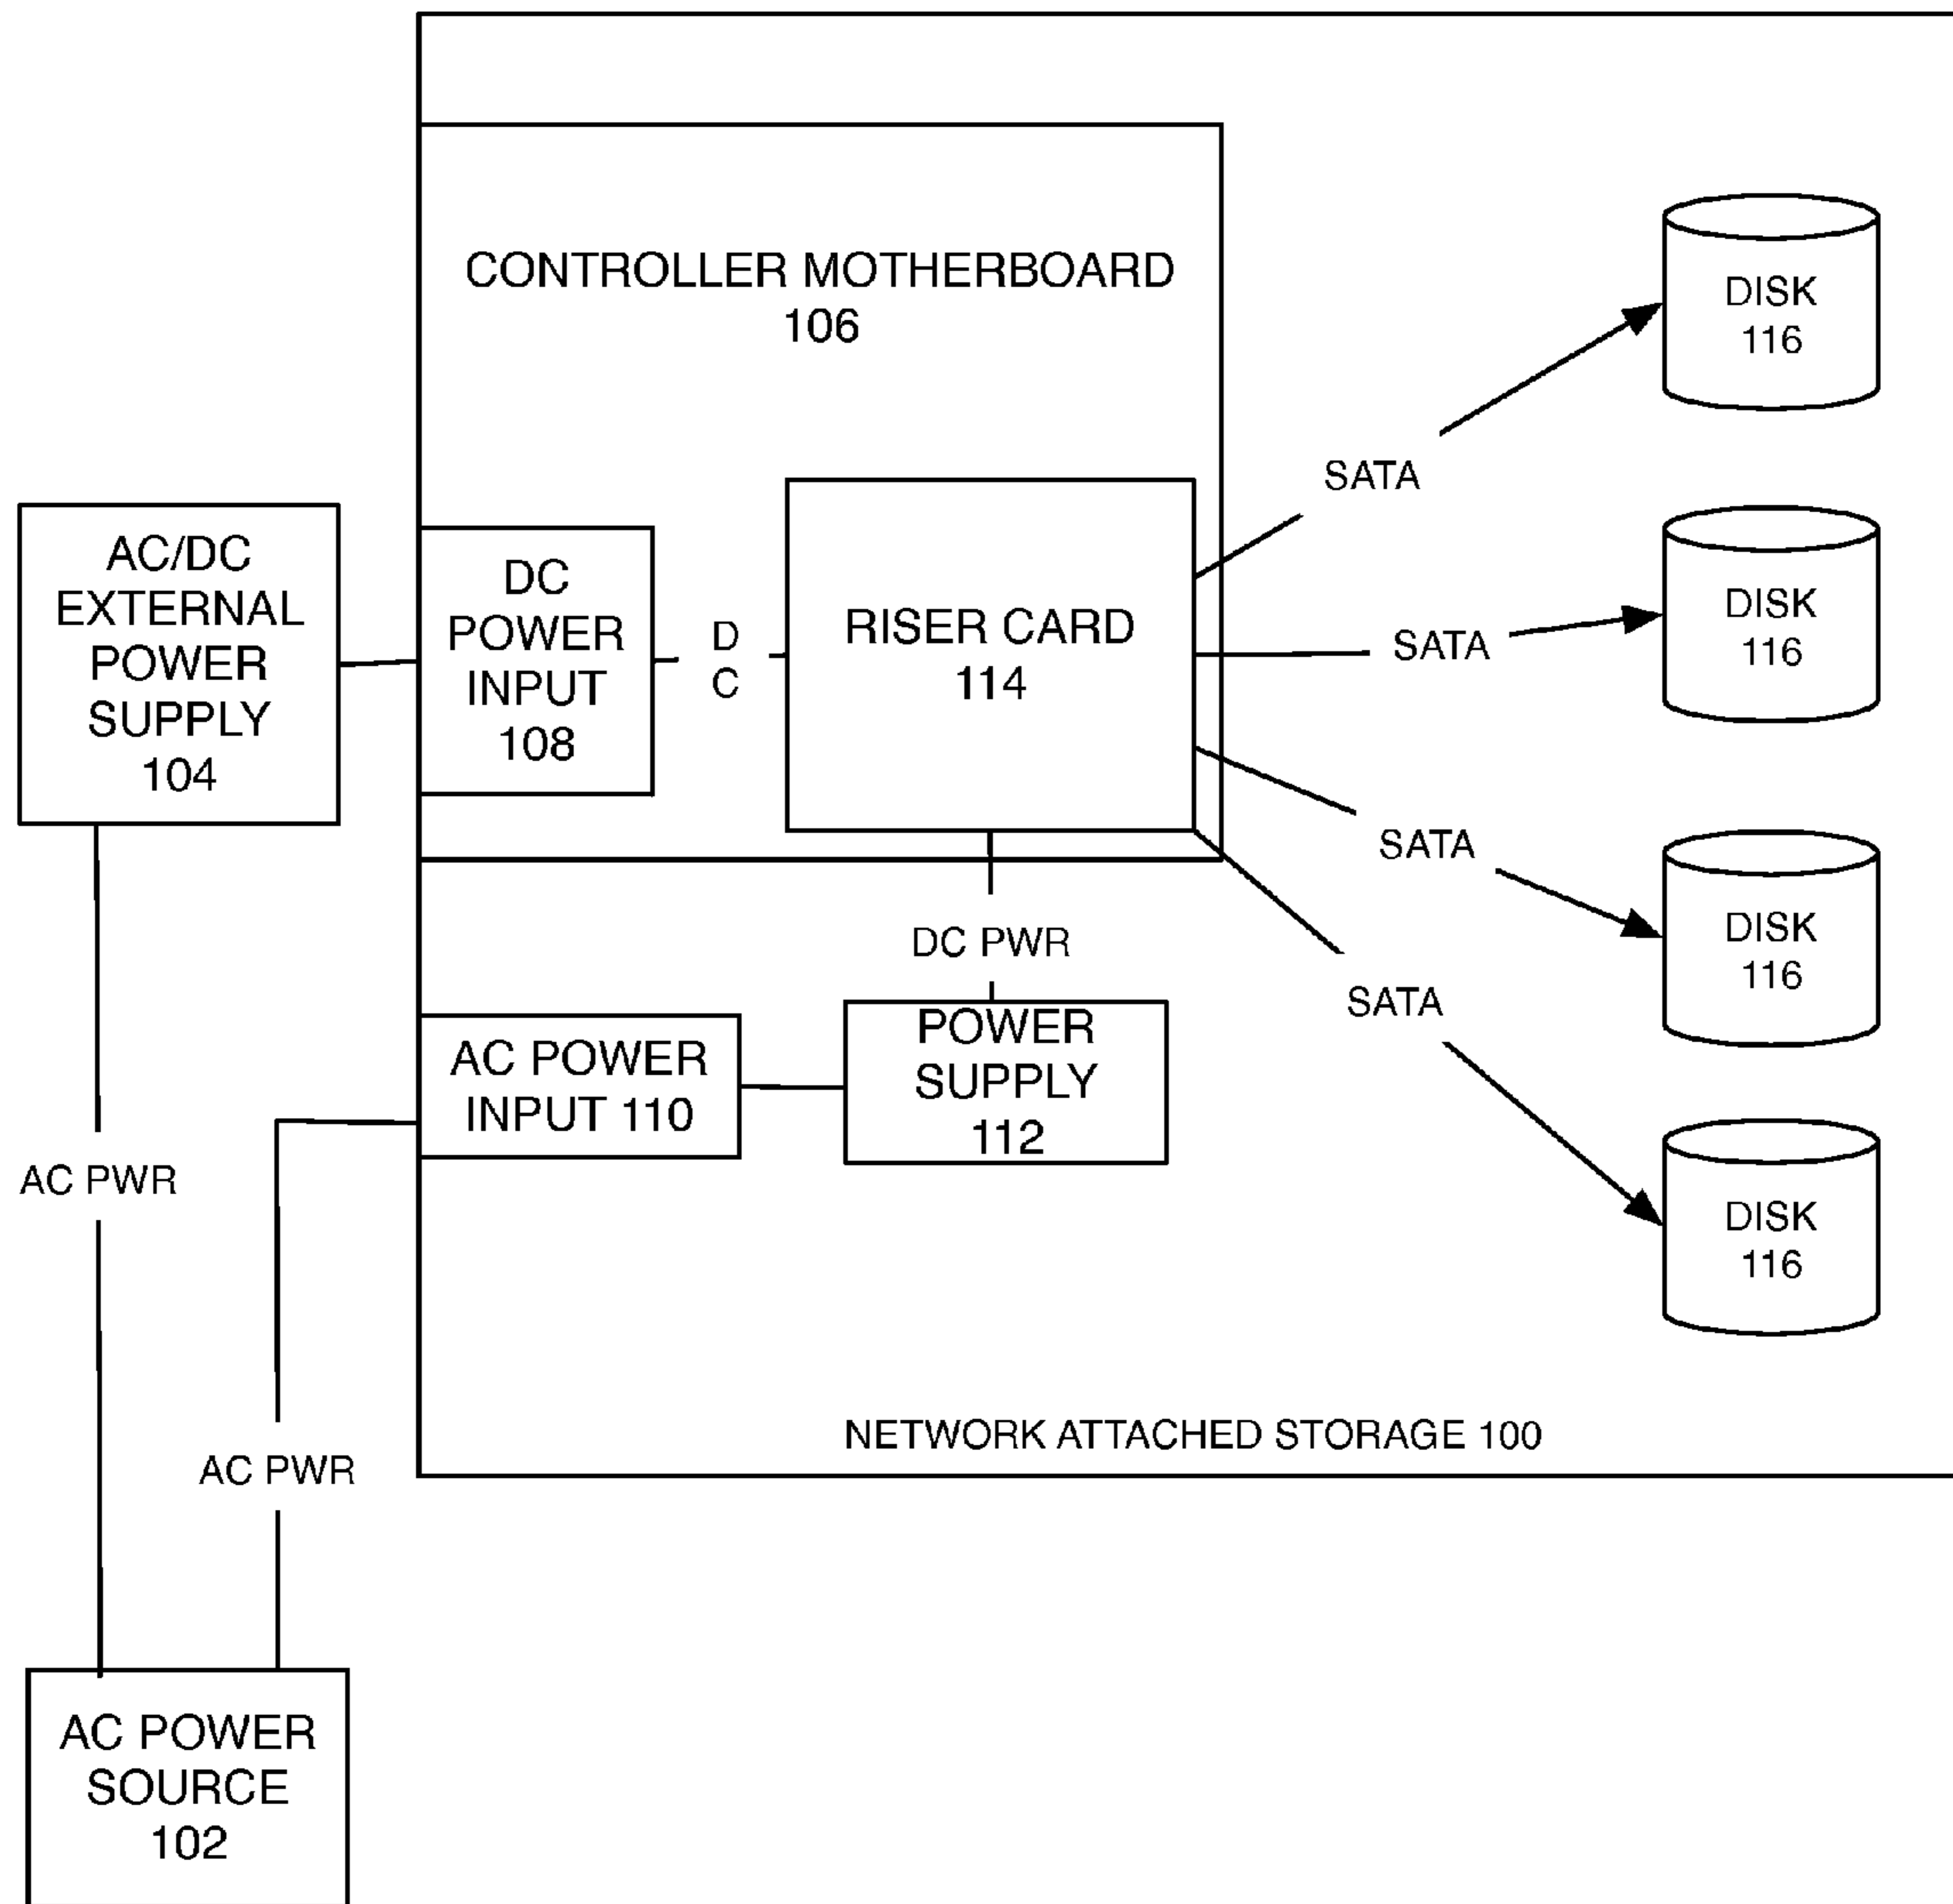 CONTROLLER MOTHERBOARD
106
DISK
116
SATA
AC/DC
EXTERNAL
POWER
SUPPLY
104
DC
POWER
INPUT
108
D
C
RISER CARD
114
SATA
DISK
116
SATA
DISK
116
DC PWR
SATA
AC POWER
INPUT 110
POWER
SUPPLY
112
DISK
116
AC PWR
NETWORK ATTACHED STORAGE 100
AC PWR
AC POWER
SOURCE
102